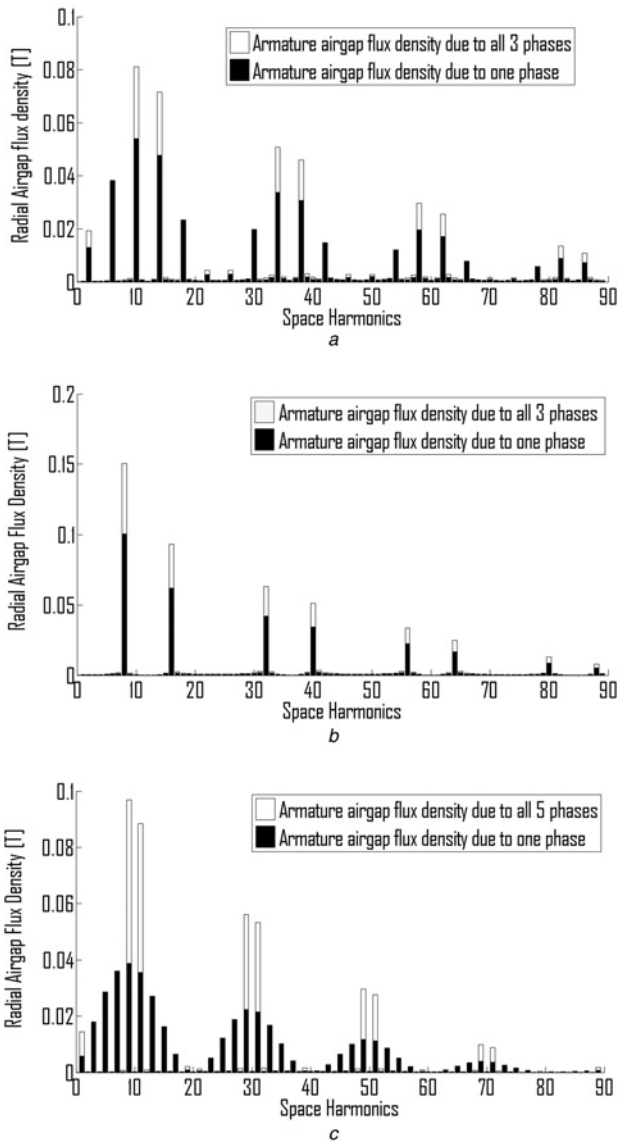 Radial Airgap flux density [T]
0.1
0.08
0.06
0.04
0.02
0
Armature airgap flux density due to all 3 phases
Armature airgap flux density due to one phase
0 10 20 30 40 50 60 70 80 90
Space Harmonics
a
Radial Airgap Flux Density [T]
0.2
0.15
0.1
0.05
0
Armature airgap flux density due to all 3 phases
Armature airgap flux density due to one phase
0 10 20 30 40 50 60 70 80 90
Space Harmonics
b
Radial Airgap Flux Density [T]
0.1
0.08
0.06
0.04
0.02
0
Armature airgap flux density due to all 5 phases
Armature airgap flux density due to one phase
0 10 20 30 40 50 60 70 80 90
Space Harmonics
c